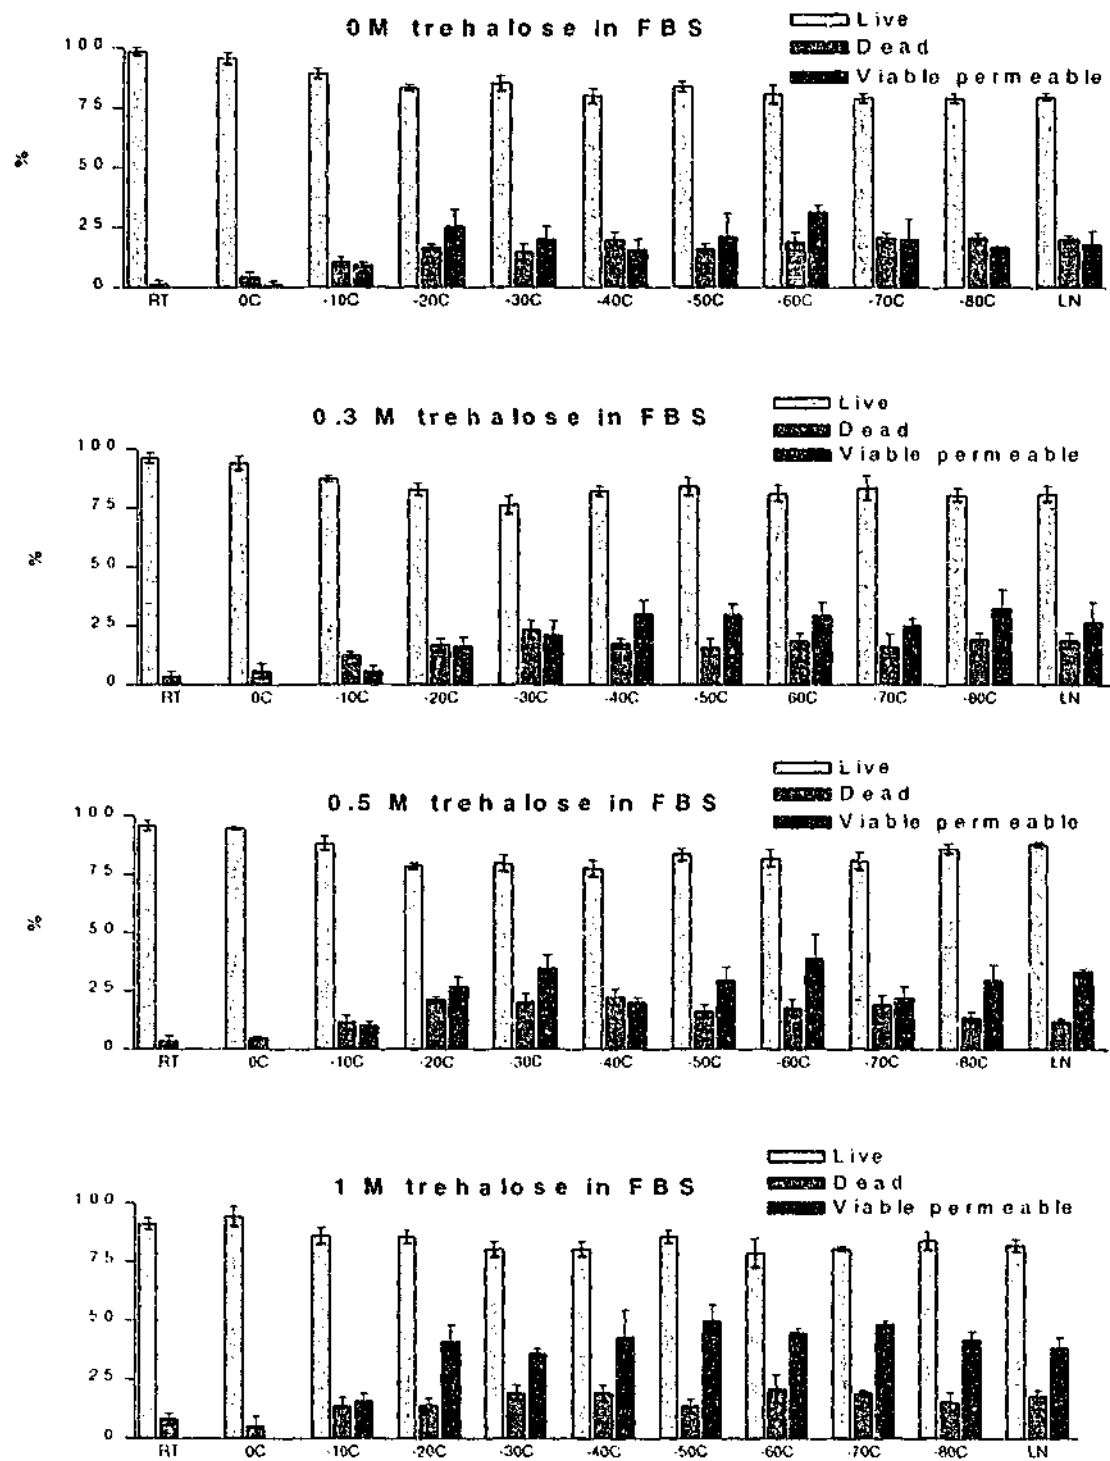 0M trehalose in FBS
Live
Dead
Viable permeable
100
75
50
25
0
%
RT 0C -10C -20C -30C -40C -50C -60C -70C -80C LN
0.3 M trehalose in FBS
Live
Dead
Viable permeable
100
75
50
25
0
%
RT 0C -10C -20C -30C -40C -50C 60C -70C -80C LN
0.5 M trehalose in FBS
Live
Dead
Viable permeable
100
75
50
25
0
%
RT 0C -10C -20C -30C -40C -50C -60C -70C -80C LN
1 M trehalose in FBS
Live
Dead
Viable permeable
100
75
50
25
0
RT 0C -10C -20C -30C -40C -50C -60C -70C -80C LN